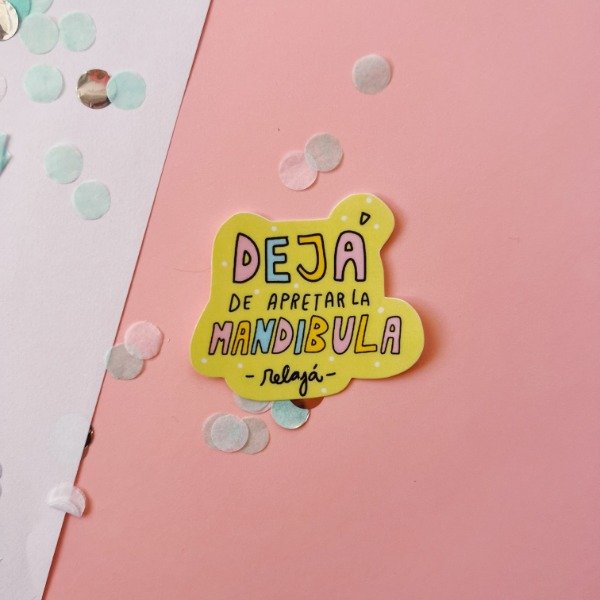 DEJÁ
DE APRETAR LA
MANDIBULA
- relajá -